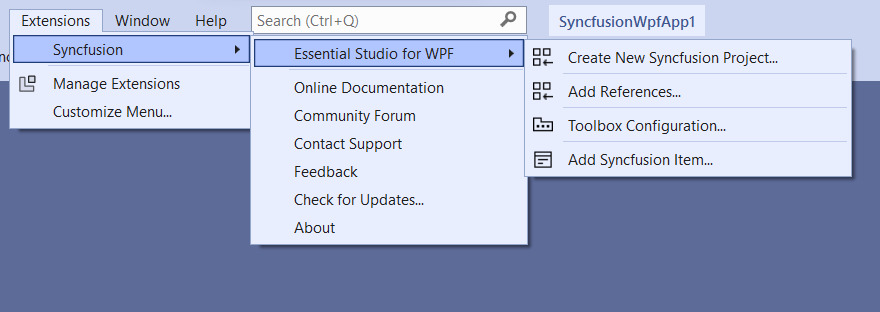 Extensions Window Help Search (Ctrl+Q) SyncfusionWpfApp1
Syncfusion
Manage Extensions
Customize Menu...
Essential Studio for WPF
Online Documentation
Community Forum
Contact Support
Feedback
Check for Updates...
About
Create New Syncfusion Project...
Add References...
Toolbox Configuration...
Add Syncfusion Item...